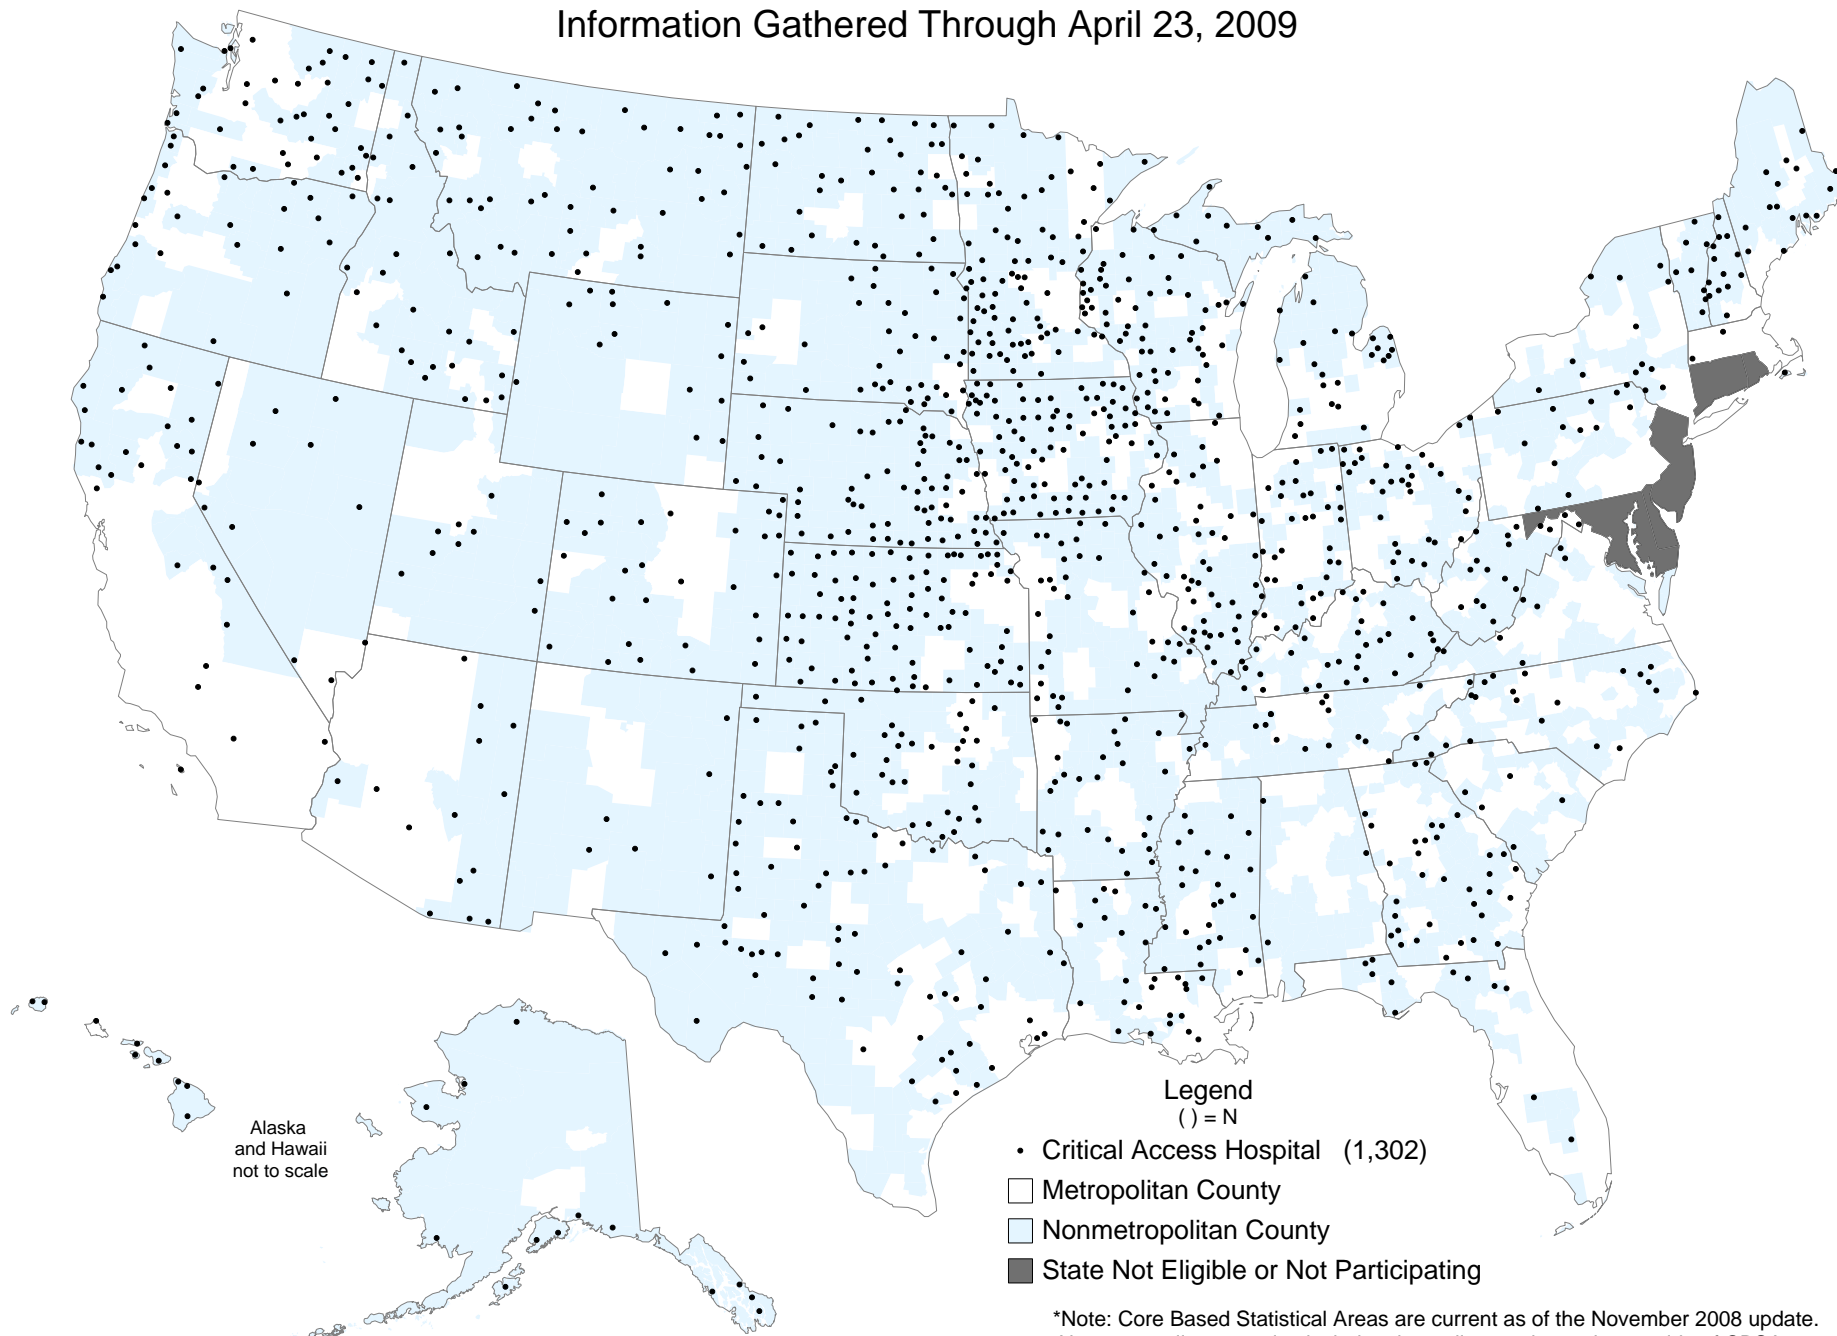 Information Gathered Through April 23, 2009
Alaska
and Hawaii
not to scale
Legend
( ) = N
Critical Access Hospital (1,302)
Metropolitan County
Nonmetropolitan County
State Not Eligible or Not Participating
*Note: Core Based Statistical Areas are current as of the November 2008 update.